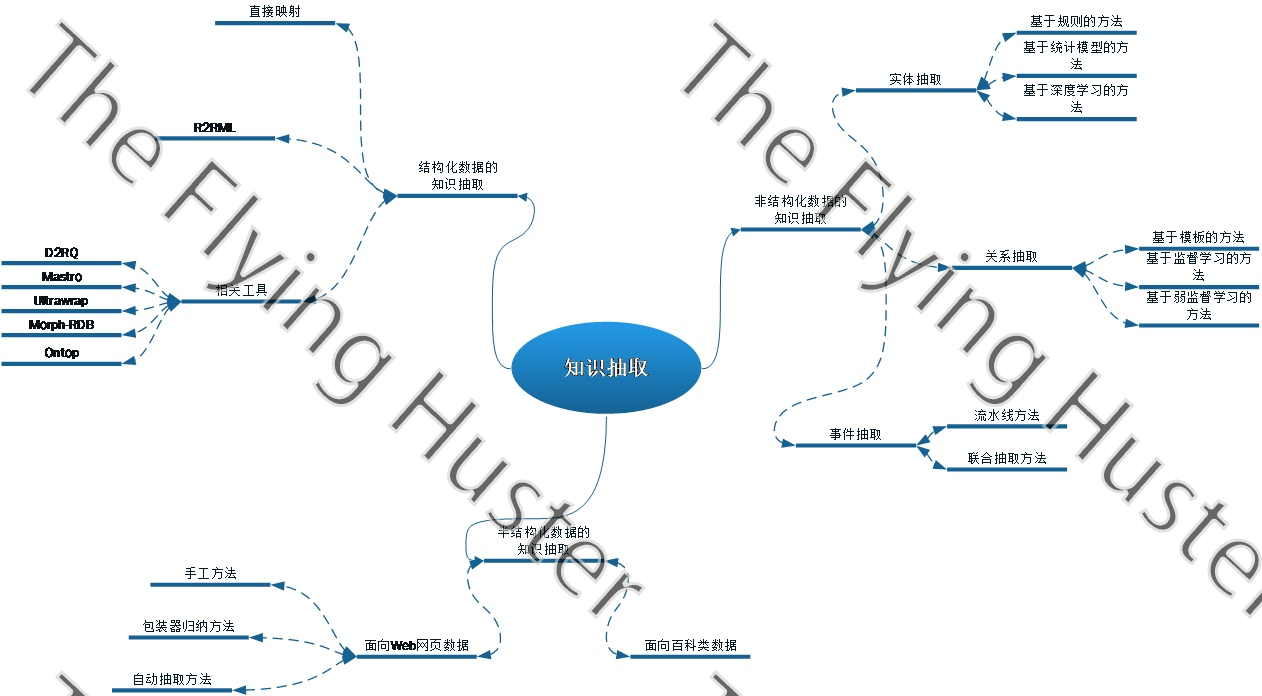 直接映射
R2RML
结构化数据的
知识抽取
D2RQ
Mastro
Ultrawrap
Morph-RDB
Ontop
相关工具
知识抽取
实体抽取
基于规则的方法
基于统计模型的方
法
基于深度学习的方
法
非结构化数据的
知识抽取
关系抽取
基于模板的方法
基于监督学习的方
法
基于弱监督学习的
方法
事件抽取
流水线方法
联合抽取方法
半结构化数据的
知识抽取
手工方法
包装器归纳方法
自动抽取方法
面向Web网页数据
面向百科类数据
The Flying Huster
The Flying Huster